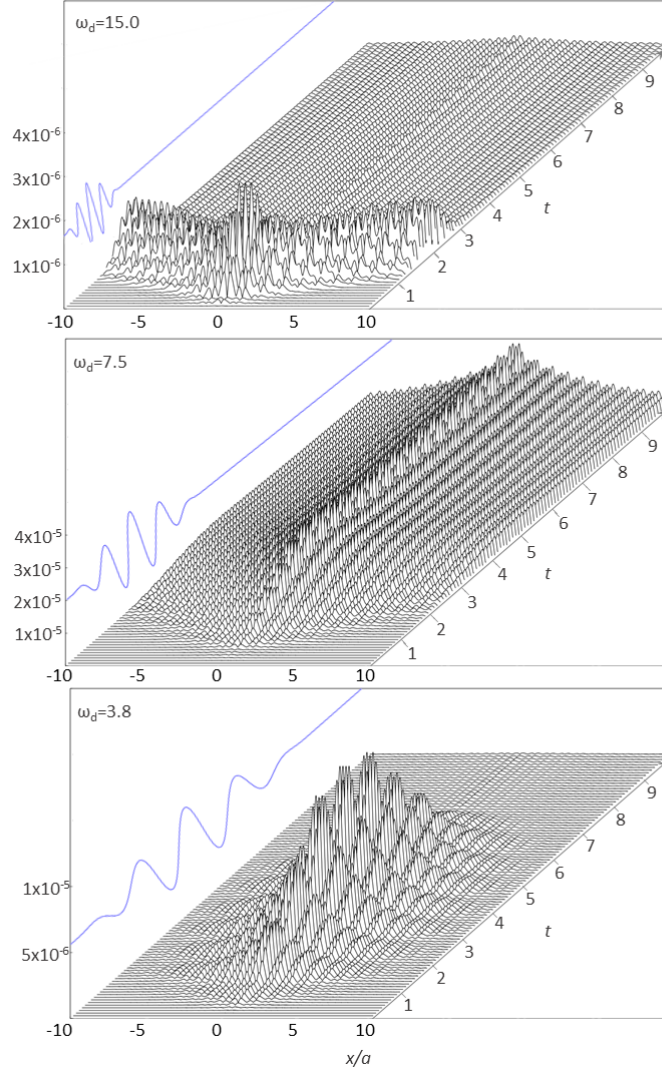 ω_d=15.0
4x10⁻⁶
3x10⁻⁶
2x10⁻⁶
1x10⁻⁶
-10 -5 0 5 10
1 2 3 4 5 6 7 8 9
t
ω_d=7.5
4x10⁻⁵
3x10⁻⁵
2x10⁻⁵
1x10⁻⁵
-10 -5 0 5 10
1 2 3 4 5 6 7 8 9
t
ω_d=3.8
1x10⁻⁵
5x10⁻⁶
-10 -5 0 5 10
1 2 3 4 5 6 7 8 9
t
x/a